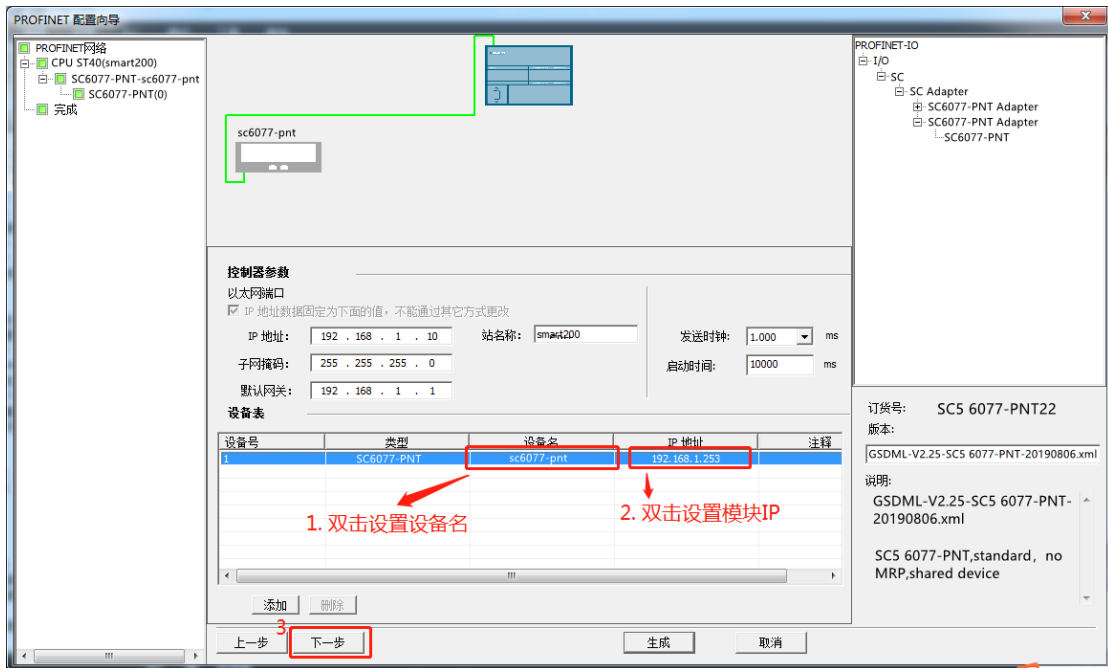 PROFINET 配置向导
PROFINET网络
CPU ST40(smart200)
SC6077-PNT-sc6077-pnt
SC6077-PNT(0)
完成
sc6077-pnt
控制器参数
以太网端口
IP 地址数据固定为下面的值，不能通过其它方式更改
IP 地址: 192 . 168 . 1 . 10 站名称: smart200 发送时钟: 1.000 ms
子网掩码: 255 . 255 . 255 . 0 启动时间: 10000 ms
默认网关: 192 . 168 . 1 . 1
设备表
设备号 类型 设备名 IP 地址 注释
1 SC6077-PNT sc6077-pnt 192.168.1.253
1. 双击设置设备名
2. 双击设置模块IP
添加 删除
3
上一步 下一步 生成 取消
PROFINET-IO
I/O
SC
SC Adapter
SC6077-PNT Adapter
SC6077-PNT Adapter
SC6077-PNT
订货号: SC5 6077-PNT22
版本:
GSDML-V2.25-SC5 6077-PNT-20190806.xml
说明:
GSDML-V2.25-SC5 6077-PNT-
20190806.xml
SC5 6077-PNT,standard，no
MRP,shared device